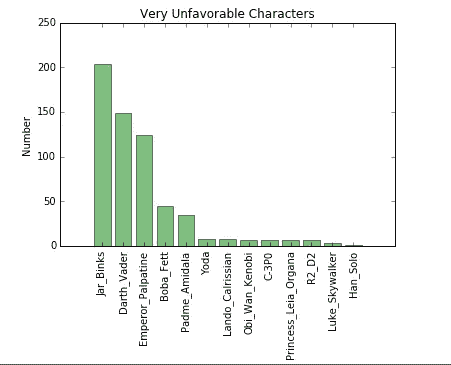 Very Unfavorable Characters
250
200
150
100
50
0
Number
Jar_Binks
Darth_Vader
Emperor_Palpatine
Boba_Fett
Padme_Amidala
Yoda
Lando_Calrissian
Obi_Wan_Kenobi
C-3P0
Princess_Leia_Organa
R2_D2
Luke_Skywalker
Han_Solo